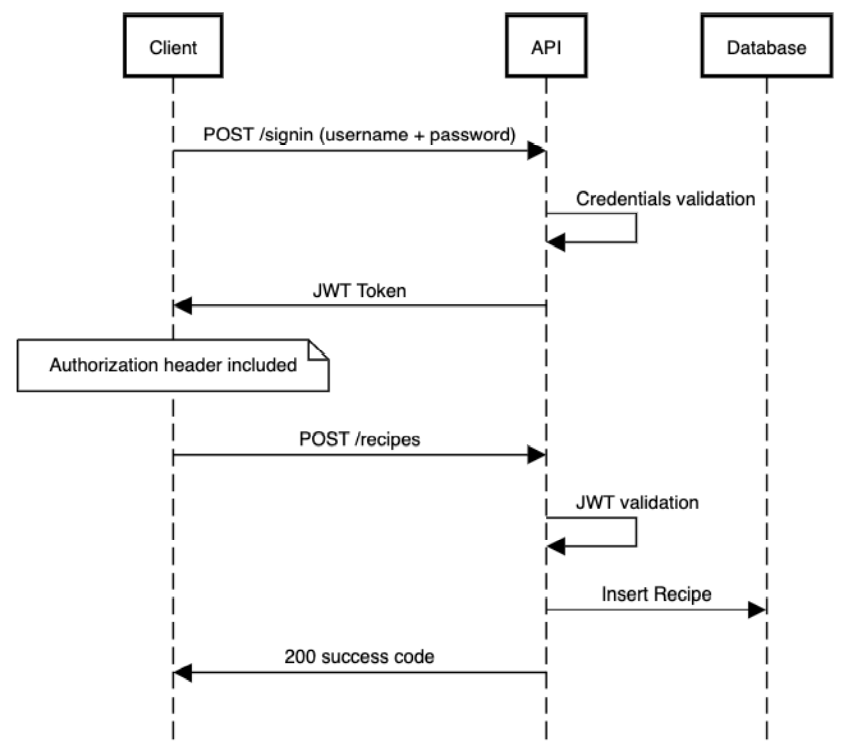 Client
API
Database
POST /signin (username + password)
Credentials validation
JWT Token
Authorization header included
POST /recipes
JWT validation
Insert Recipe
200 success code